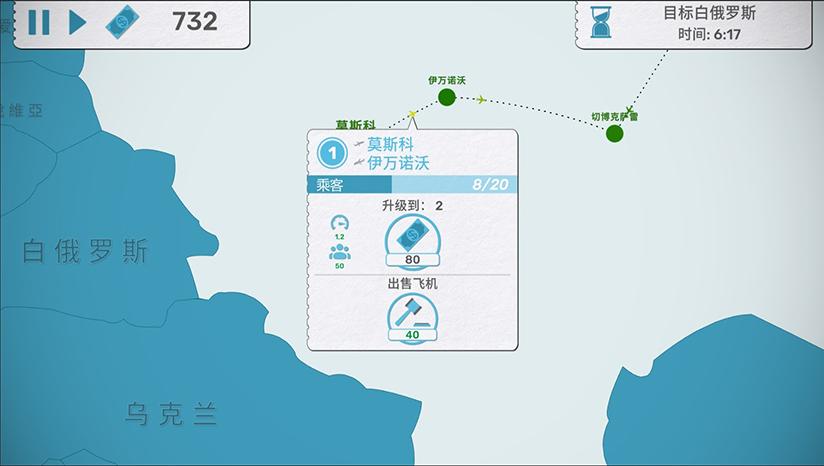 732
目标白俄罗斯
时间: 6:17
伊万诺沃
切博克萨雷
莫斯科
維亞
1
莫斯科
伊万诺沃
乘客 8/20
升级到: 2
1.2
50
80
出售飞机
40
白俄罗斯
乌克兰